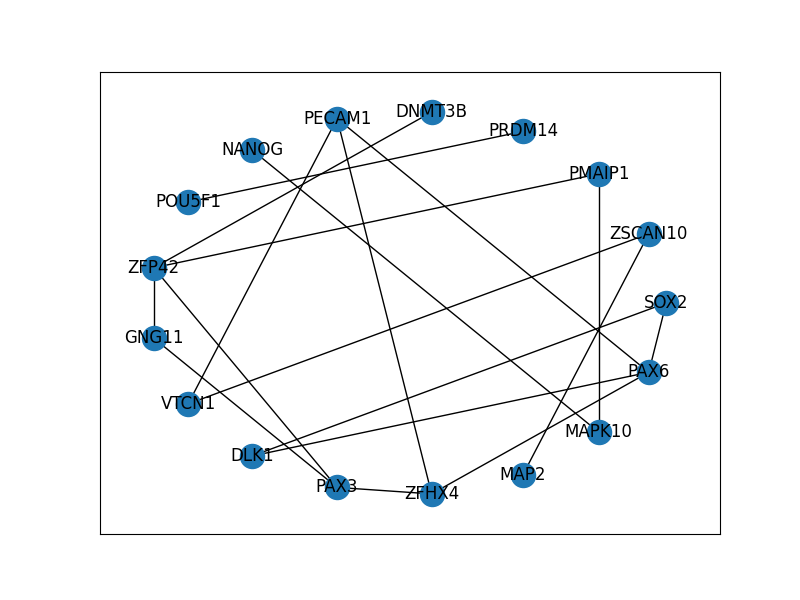 DNMT3B
PECAM1
PRDM14
NANOG
PMAIP1
POU5F1
ZSCAN10
ZFP42
SOX2
GNG11
PAX6
VTCN1
MAPK10
DLK1
MAP2
PAX3
ZFHX4